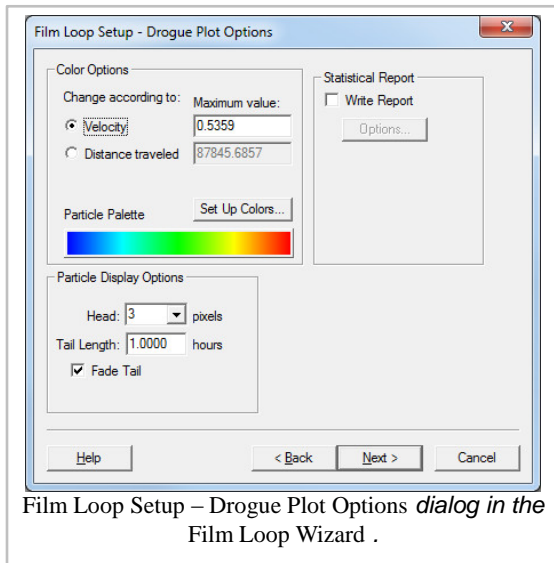 Film Loop Setup - Drogue Plot Options
Color Options
Change according to:
Maximum value:
Velocity
0.5359
Distance traveled
87845.6857
Particle Palette
Set Up Colors...
Statistical Report
Write Report
Options...
Particle Display Options
Head: 3 pixels
Tail Length: 1.0000 hours
Fade Tail
Help
< Back
Next >
Cancel
Film Loop Setup – Drogue Plot Options dialog in the
Film Loop Wizard .